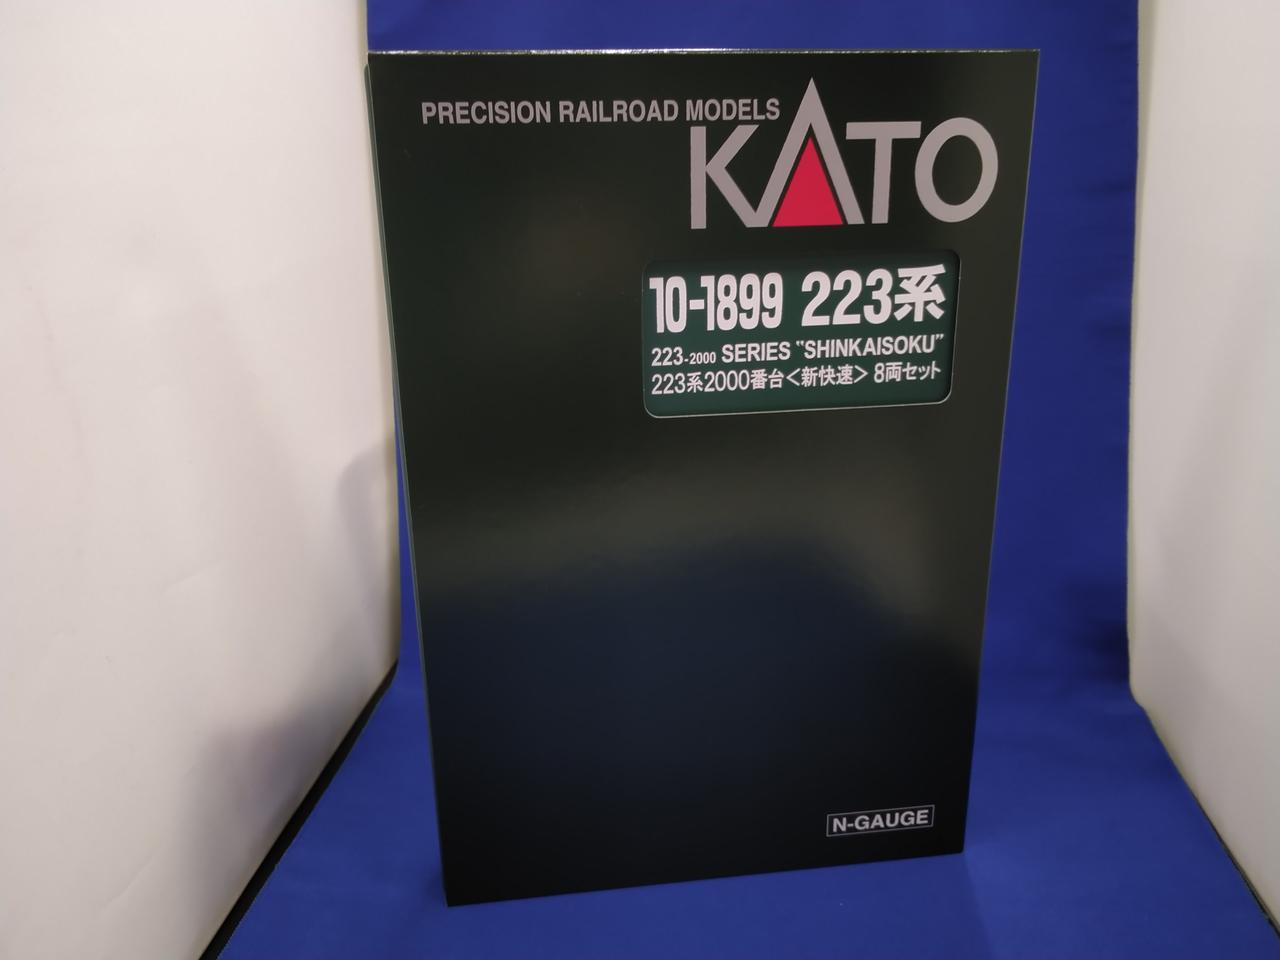 PRECISION RAILROAD MODELS
KATO
10-1899 223系
223-2000 SERIES "SHINKAISOKU"
223系2000番台<新快速> 8両セット
N-GAUGE